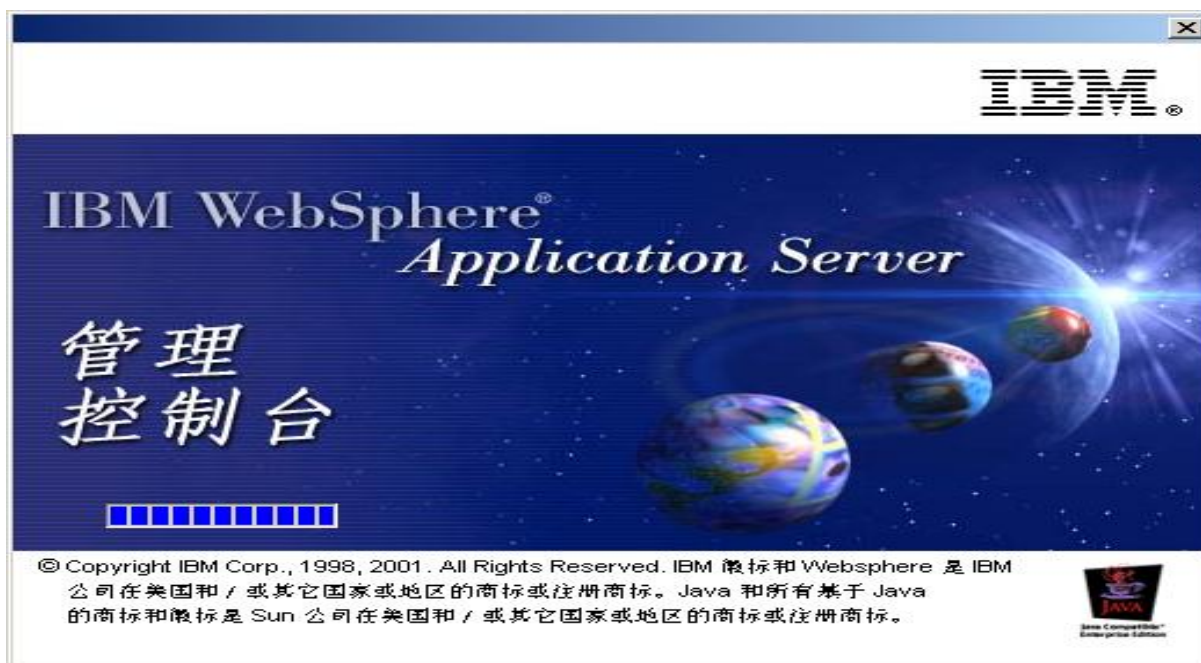 IBM®
IBM WebSphere®
Application Server
管理
控制台
© Copyright IBM Corp., 1998, 2001. All Rights Reserved. IBM 徽标和 Websphere 是 IBM
公司在美国和 / 或其它国家或地区的商标或注册商标。Java 和所有基于 Java
的商标和徽标是 Sun 公司在美国和 / 或其它国家或地区的商标或注册商标。
JAVA
Java Compatible™
Enterprise Edition